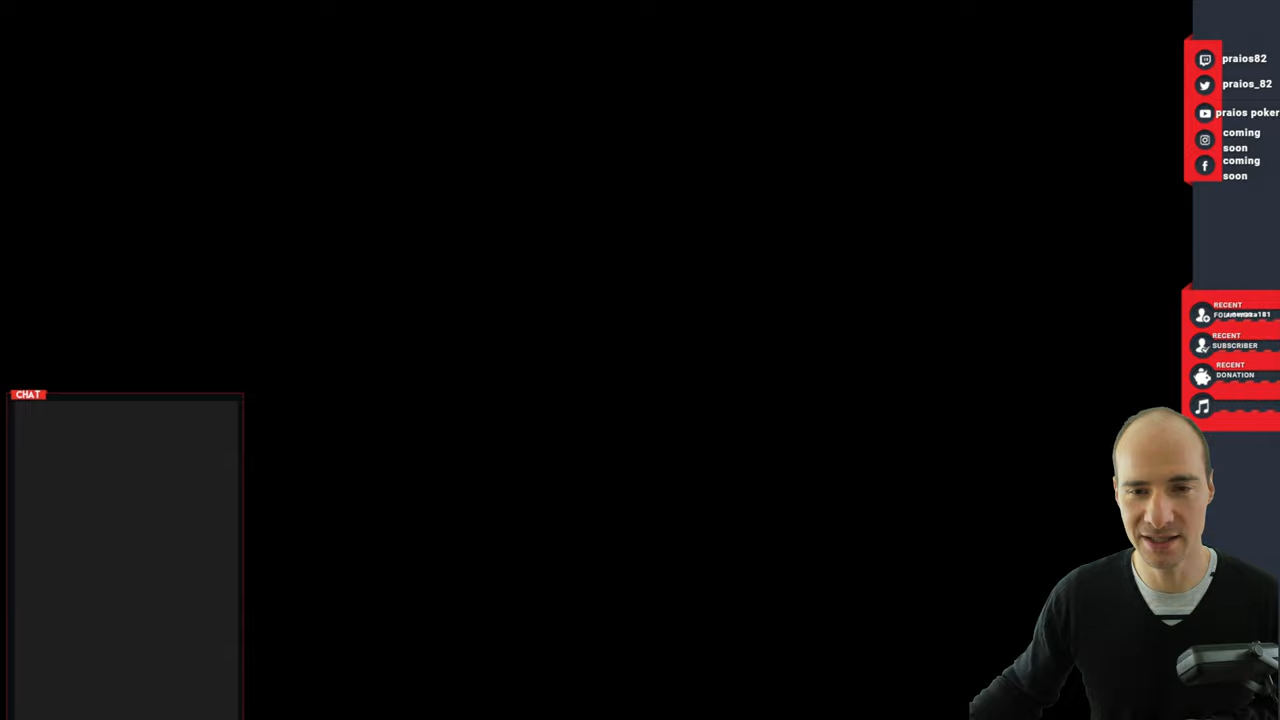 praios82
praios_82
praios poker
coming
soon
coming
soon
RECENT
RECENT
SUBSCRIBER
RECENT
DONATION
CHAT